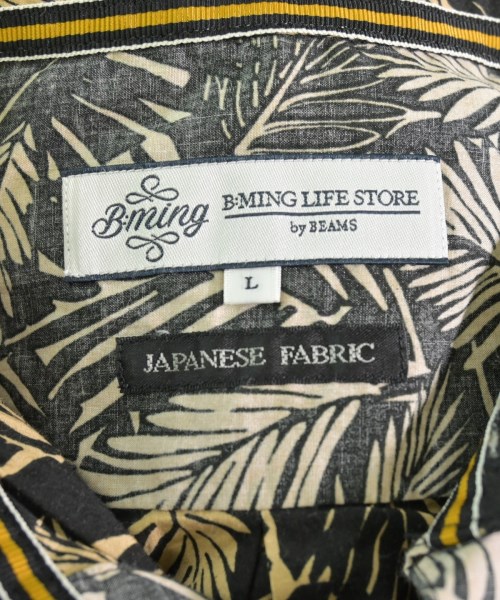 B:ming
B:MING LIFE STORE
by BEAMS
L
JAPANESE FABRIC